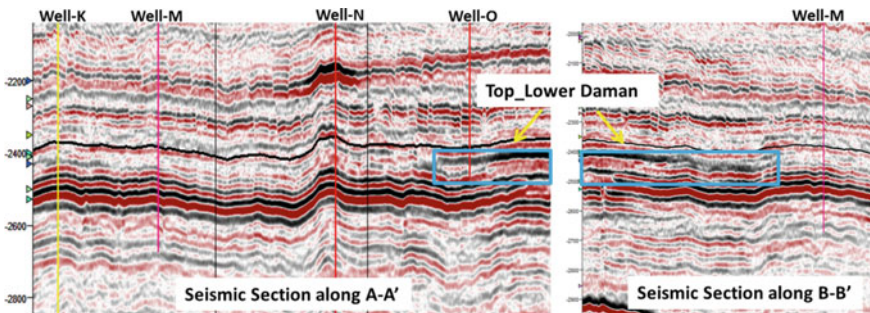 Well-K
Well-M
Well-N
Well-O
Well-M
Top_Lower Daman
-2200
-2400
-2600
-2800
Seismic Section along A-A’
Seismic Section along B-B’